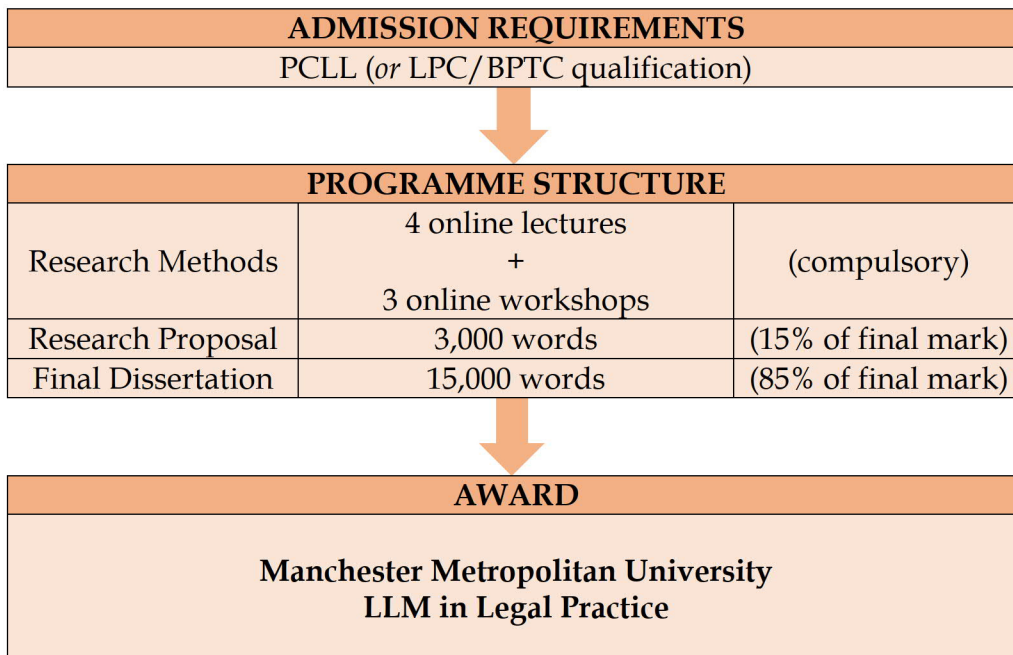 ADMISSION REQUIREMENTS
PCLL (or LPC/BPTC qualification)
PROGRAMME STRUCTURE
Research Methods
4 online lectures
+
3 online workshops
(compulsory)
Research Proposal 3,000 words (15% of final mark)
Final Dissertation 15,000 words (85% of final mark)
AWARD
Manchester Metropolitan University
LLM in Legal Practice